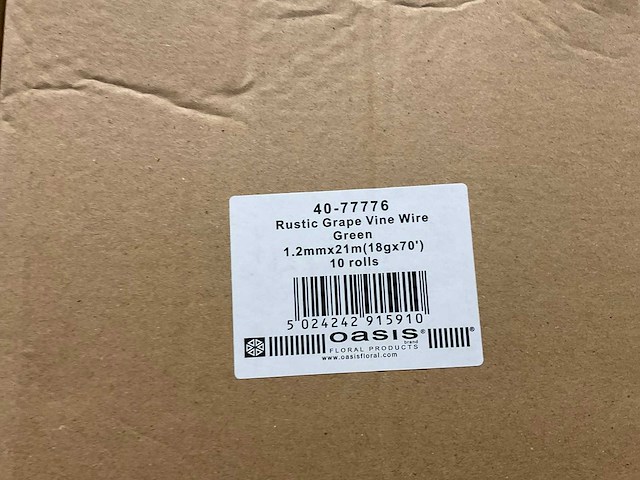 40-77776
Rustic Grape Vine Wire
Green
1.2mmx21m(18gx70')
10 rolls
5 024242 915910
OASIS® brand
FLORAL PRODUCTS
www.oasisfloral.com